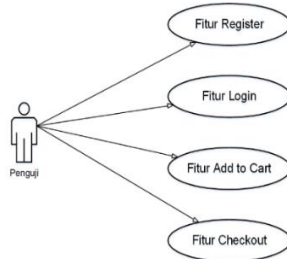 Fitur Register
Fitur Login
Penguji
Fitur Add to Cart
Fitur Checkout